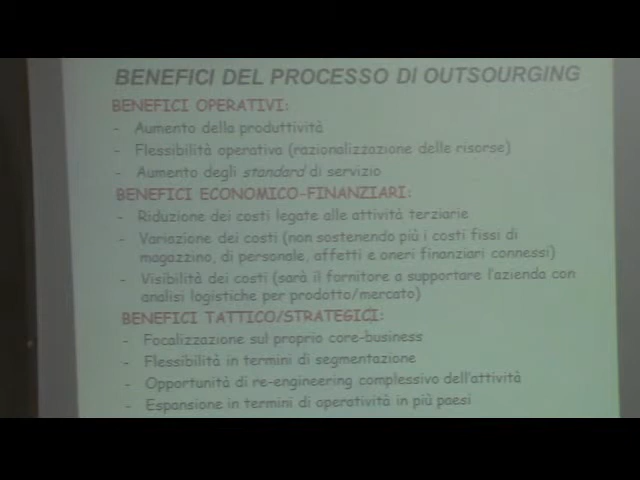 BENEFICI DEL PROCESSO DI OUTSOURGING
BENEFICI OPERATIVI:
- Aumento della produttività
- Flessibilità operativa (razionalizzazione delle risorse)
- Aumento degli standard di servizio
BENEFICI ECONOMICO-FINANZIARI:
- Riduzione dei costi legate alle attività terziarie
- Variazione dei costi (non sostenendo più i costi fissi di
magazzino, di personale, affetti e oneri finanziari connessi)
- Visibilità dei costi (sarà il fornitore a supportare l'azienda con
analisi logistiche per prodotto/mercato)
BENEFICI TATTICO/STRATEGICI:
- Focalizzazione sul proprio core-business
- Flessibilità in termini di segmentazione
- Opportunità di re-engineering complessivo dell'attività
- Espansione in termini di operatività in più paesi